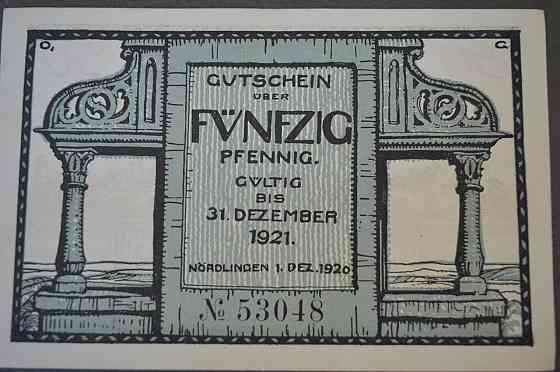 O. G.
GUTSCHEIN
ÜBER
FÜNFZIG
PFENNIG.
GÜLTIG
BIS
31. DEZEMBER
1921.
NÖRDLINGEN 1. DEZ. 1920
№ 53048